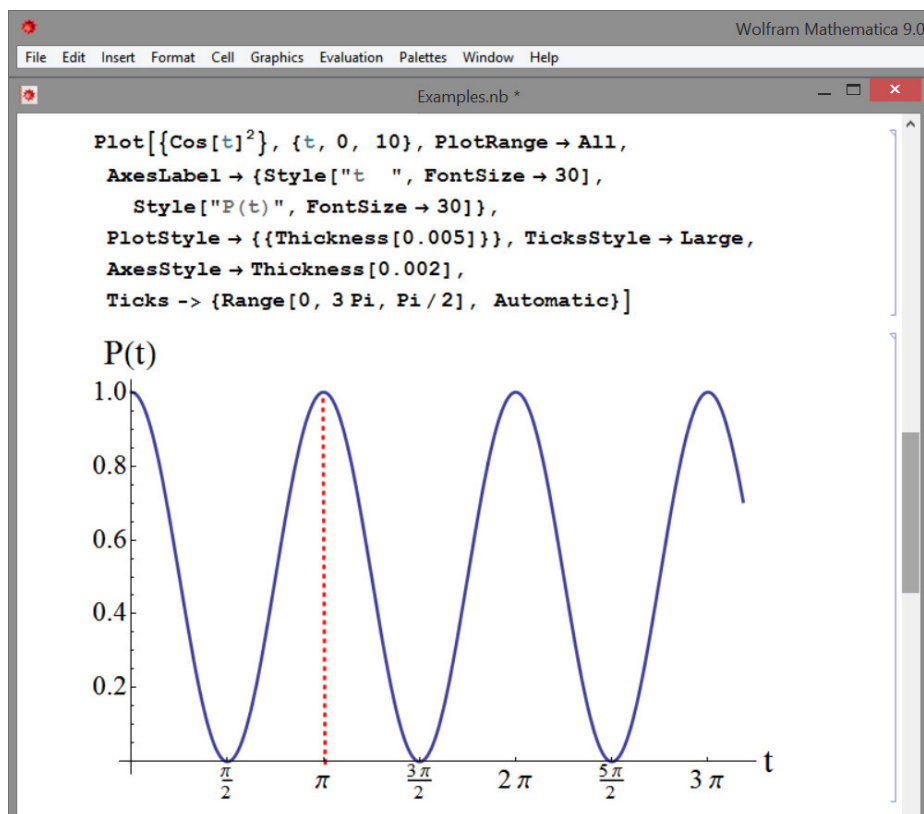 Wolfram Mathematica 9.0
File Edit Insert Format Cell Graphics Evaluation Palettes Window Help
Examples.nb *
Plot[{Cos[t]², {t, 0, 10}, PlotRange → All,
AxesLabel → {Style["t  ", FontSize → 30],
Style["P(t)", FontSize → 30]},
PlotStyle → {{Thickness[0.005]}}, TicksStyle → Large,
AxesStyle → Thickness[0.002],
Ticks -> {Range[0, 3 Pi, Pi / 2], Automatic}]
P(t)
1.0
0.8
0.6
0.4
0.2
t
π/2 π 3π/2 2π 5π/2 3π